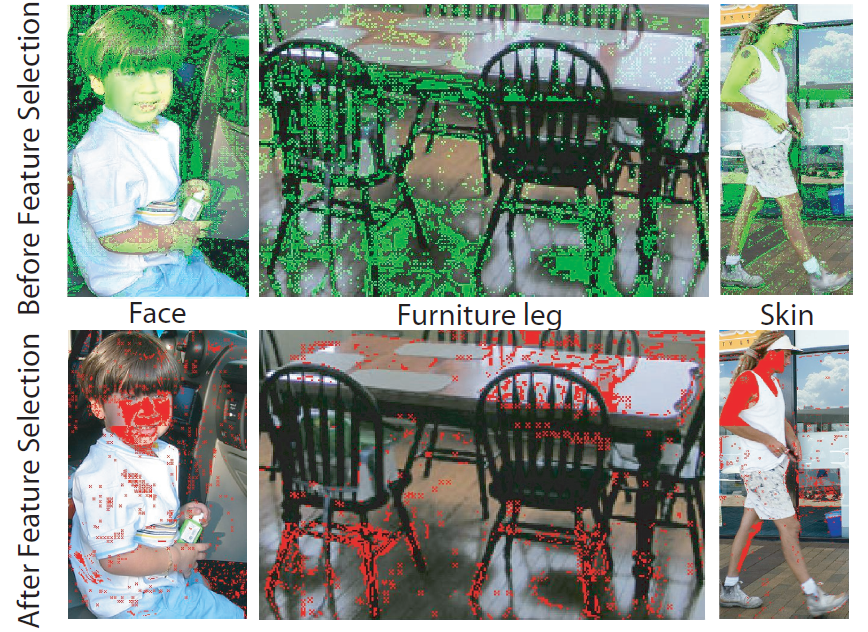 Before Feature Selection
Face
Furniture leg
Skin
After Feature Selection